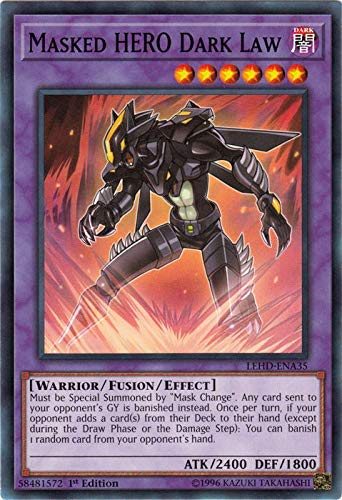 Masked HERO Dark Law
DARK
闇
LEHD-ENA35
[WARRIOR/FUSION/EFFECT]
Must be Special Summoned by "Mask Change". Any card sent to
your opponent's GY is banished instead. Once per turn, if your
opponent adds a card(s) from their Deck to their hand (except
during the Draw Phase or the Damage Step): You can banish
1 random card from your opponent's hand.
ATK/2400 DEF/1800
58481572 1st Edition ©1996 KAZUKI TAKAHASHI